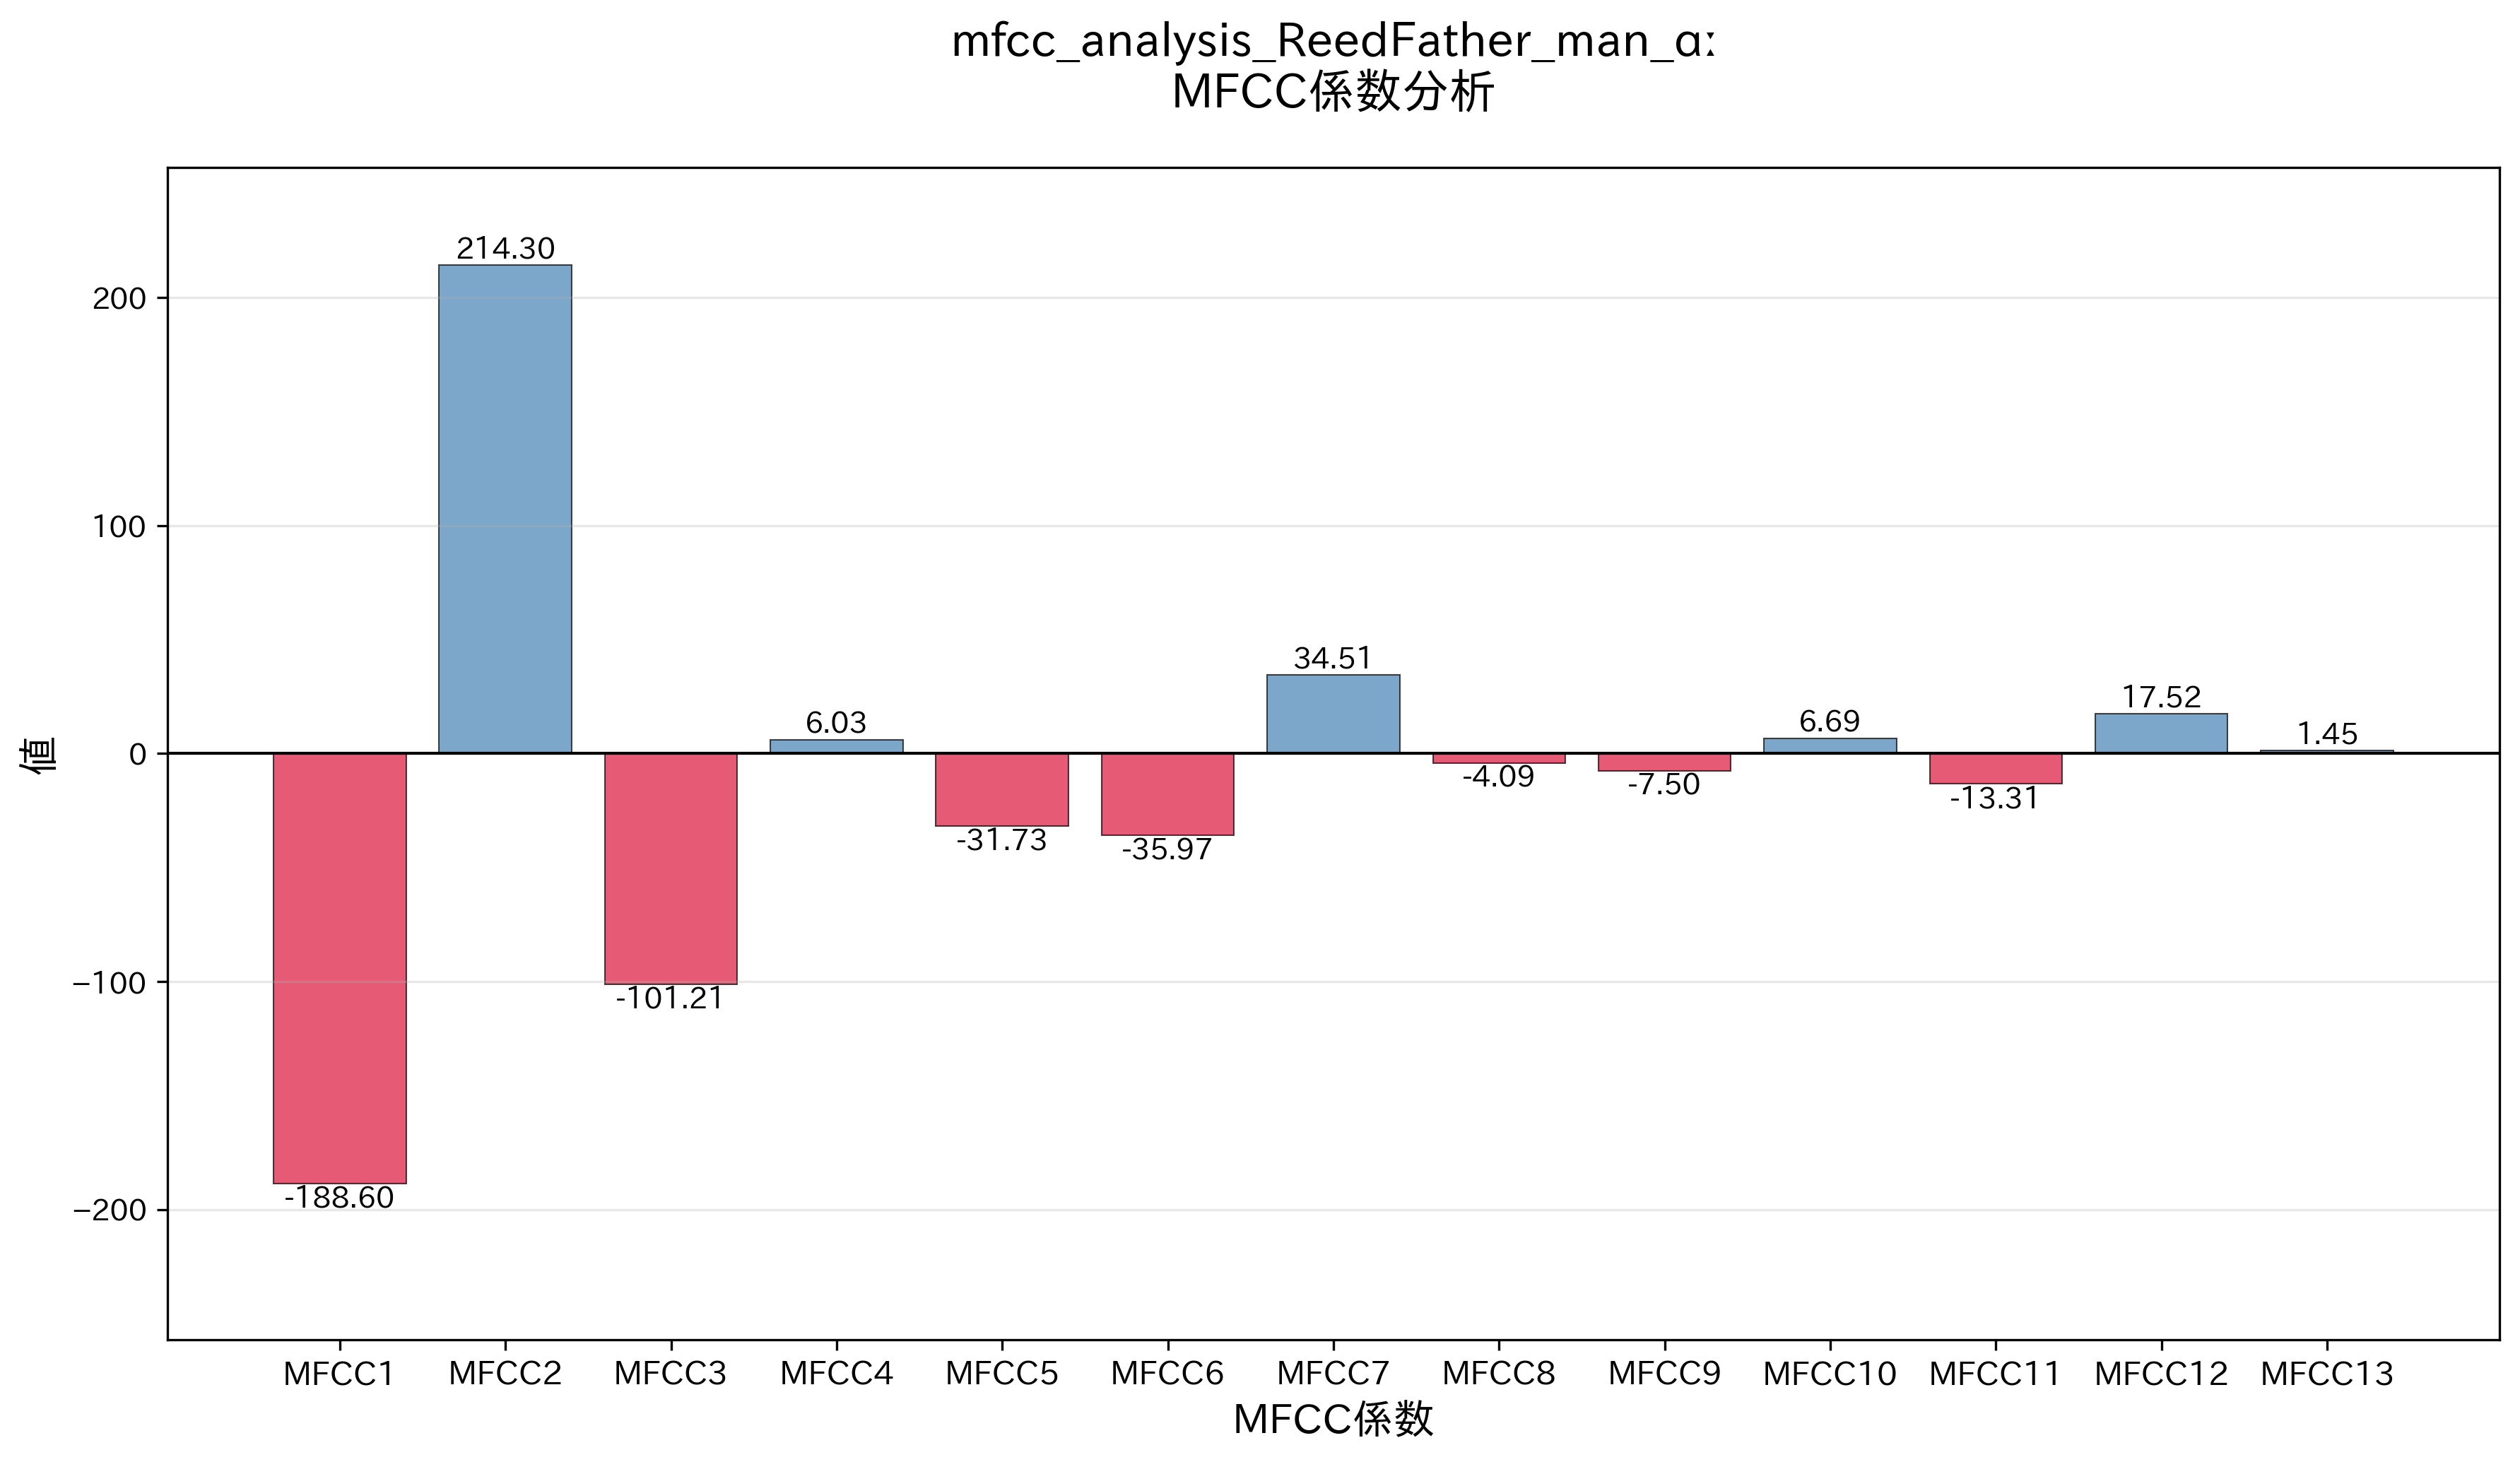 mfcc_analysis_ReedFather_man_ɑː
MFCC係数分析
値
200
100
0
−100
−200
-188.60
214.30
-101.21
6.03
-31.73
-35.97
34.51
-4.09
-7.50
6.69
-13.31
17.52
1.45
MFCC1
MFCC2
MFCC3
MFCC4
MFCC5
MFCC6
MFCC7
MFCC8
MFCC9
MFCC10
MFCC11
MFCC12
MFCC13
MFCC係数